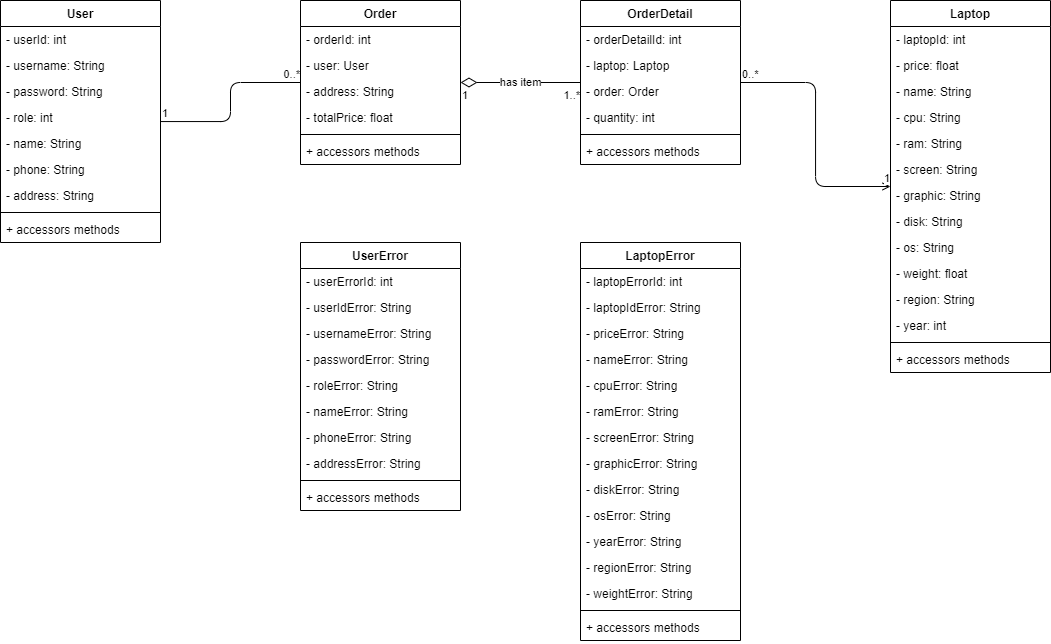 User
- userId: int
- username: String
- password: String
- role: int
- name: String
- phone: String
- address: String
+ accessors methods
1
0..*
Order
- orderId: int
- user: User
- address: String
- totalPrice: float
+ accessors methods
has item
1
1..*
OrderDetail
- orderDetailId: int
- laptop: Laptop
- order: Order
- quantity: int
+ accessors methods
0..*
1
Laptop
- laptopId: int
- price: float
- name: String
- cpu: String
- ram: String
- screen: String
- graphic: String
- disk: String
- os: String
- weight: float
- region: String
- year: int
+ accessors methods
UserError
- userErrorId: int
- userIdError: String
- usernameError: String
- passwordError: String
- roleError: String
- nameError: String
- phoneError: String
- addressError: String
+ accessors methods
LaptopError
- laptopErrorId: int
- laptopIdError: String
- priceError: String
- nameError: String
- cpuError: String
- ramError: String
- screenError: String
- graphicError: String
- diskError: String
- osError: String
- yearError: String
- regionError: String
- weightError: String
+ accessors methods